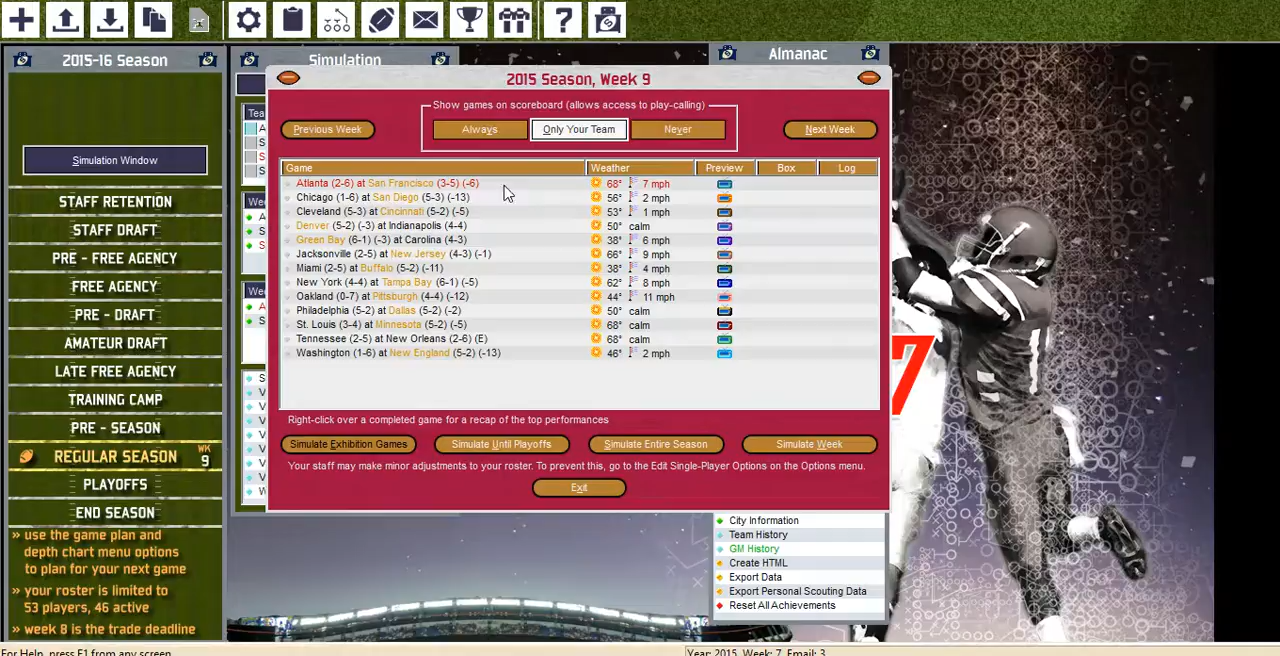 2015-16 Season
Simulation
Almanac
Simulation Window
STAFF RETENTION
STAFF DRAFT
PRE - FREE AGENCY
FREE AGENCY
PRE - DRAFT
AMATEUR DRAFT
LATE FREE AGENCY
TRAINING CAMP
PRE - SEASON
REGULAR SEASON WK 9
PLAYOFFS
END SEASON
» use the game plan and
depth chart menu options
to plan for your next game
» your roster is limited to
53 players, 46 active
» week 8 is the trade deadline
2015 Season, Week 9
Show games on scoreboard (allows access to play-calling)
Previous Week
Always
Only Your Team
Never
Next Week
Game Weather Preview Box Log
Atlanta (2-6) at San Francisco (3-5) (-6) 68° 7 mph
Chicago (1-6) at San Diego (5-3) (-13) 56° 2 mph
Cleveland (5-3) at Cincinnati (5-2) (-5) 53° 1 mph
Denver (5-2) (-3) at Indianapolis (4-4) 50° calm
Green Bay (6-1) (-3) at Carolina (4-3) 38° 6 mph
Jacksonville (2-5) at New Jersey (4-3) (-1) 66° 9 mph
Miami (2-5) at Buffalo (5-2) (-11) 38° 4 mph
New York (4-4) at Tampa Bay (6-1) (-5) 62° 8 mph
Oakland (0-7) at Pittsburgh (4-4) (-12) 44° 11 mph
Philadelphia (5-2) at Dallas (5-2) (-2) 50° calm
St. Louis (3-4) at Minnesota (5-2) (-5) 68° calm
Tennessee (2-5) at New Orleans (2-6) (E) 68° calm
Washington (1-6) at New England (5-2) (-13) 46° 2 mph
Right-click over a completed game for a recap of the top performances
Simulate Exhibition Games
Simulate Until Playoffs
Simulate Entire Season
Simulate Week
Your staff may make minor adjustments to your roster. To prevent this, go to the Edit Single-Player Options on the Options menu.
Exit
City Information
Team History
GM History
Create HTML
Export Data
Export Personal Scouting Data
Reset All Achievements
7
For Help, press F1 from any screen
Year: 2015, Week: 7, Email: 3